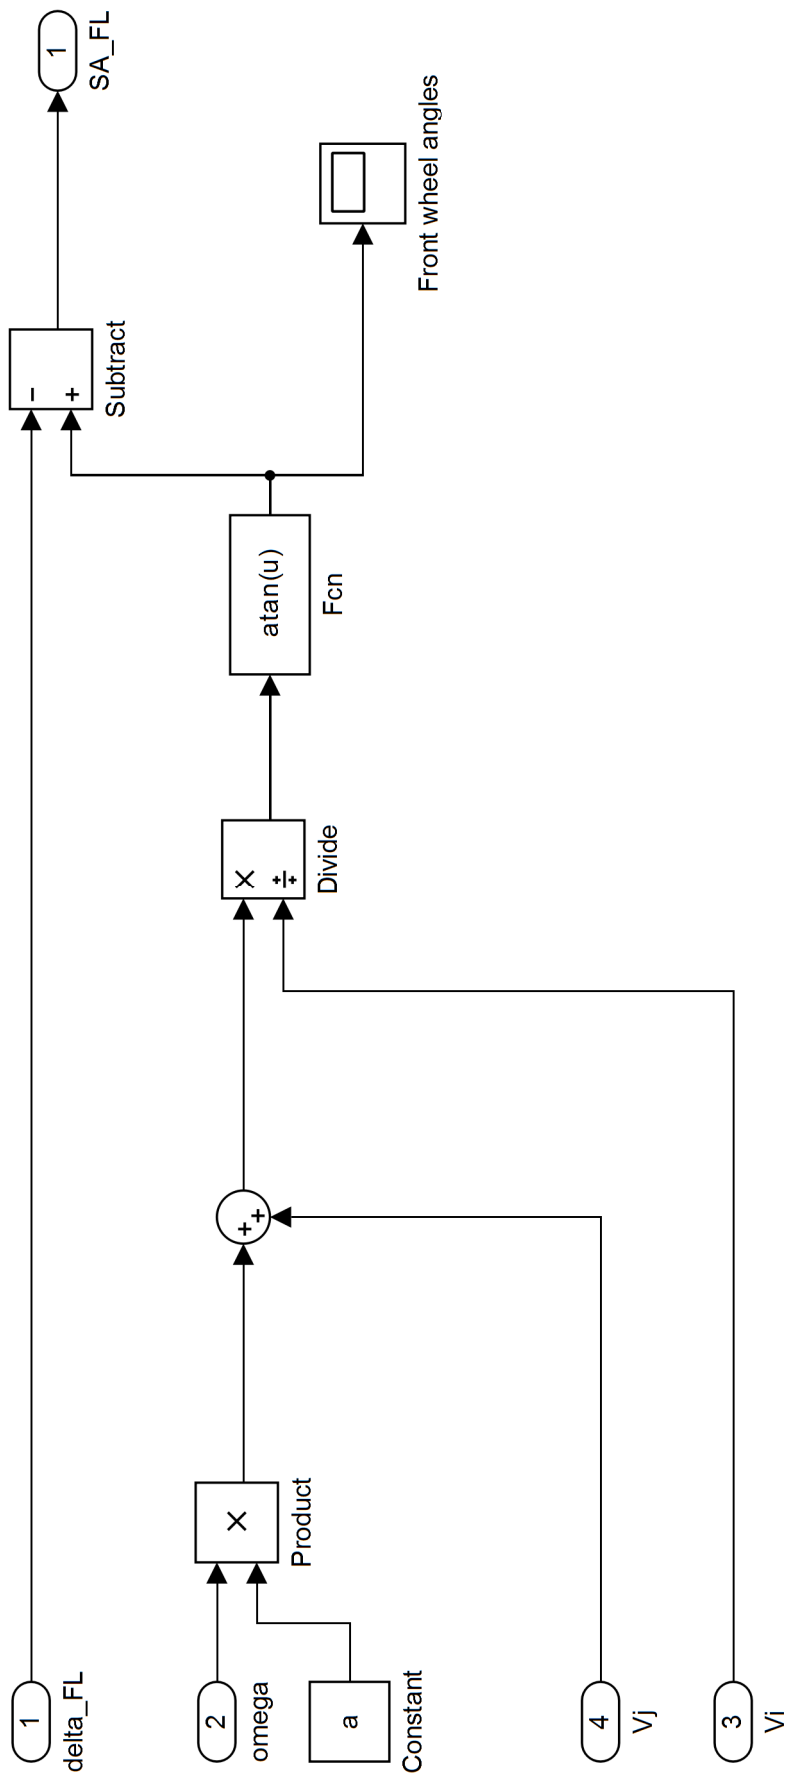 1
delta_FL
2
omega
a
Constant
4
Vj
3
Vi
×
Product
+
+
×
÷
Divide
atan(u)
Fcn
−
+
Subtract
Front wheel angles
1
SA_FL